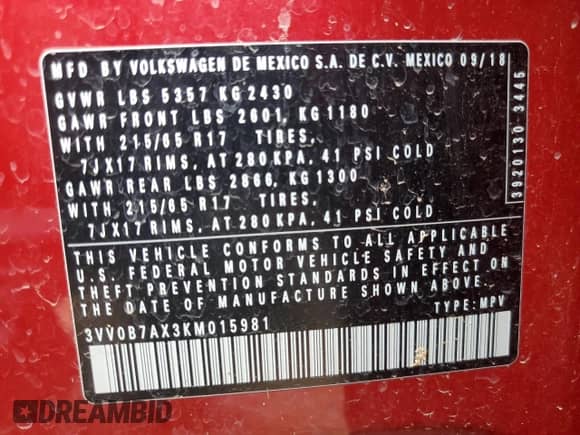 MFD BY VOLKSWAGEN DE MEXICO S.A. DE C.V. MEXICO 09/18
GVWR LBS 5357 KG 2430
GAWR FRONT LBS 2601, KG 1180
WITH 215/65 R17 TIRES,
7JX17 RIMS, AT 280 KPA, 41 PSI COLD
GAWR REAR LBS 2866, KG 1300
WITH 215/65 R17 TIRES,
7JX17 RIMS, AT 280 KPA, 41 PSI COLD
THIS VEHICLE CONFORMS TO ALL APPLICABLE
U.S. FEDERAL MOTOR VEHICLE SAFETY AND
THEFT PREVENTION STANDARDS IN EFFECT ON
THE DATE OF MANUFACTURE SHOWN ABOVE.
3VV0B7AX3KM015981 TYPE: MPV
3920130 3445
DREAMBID